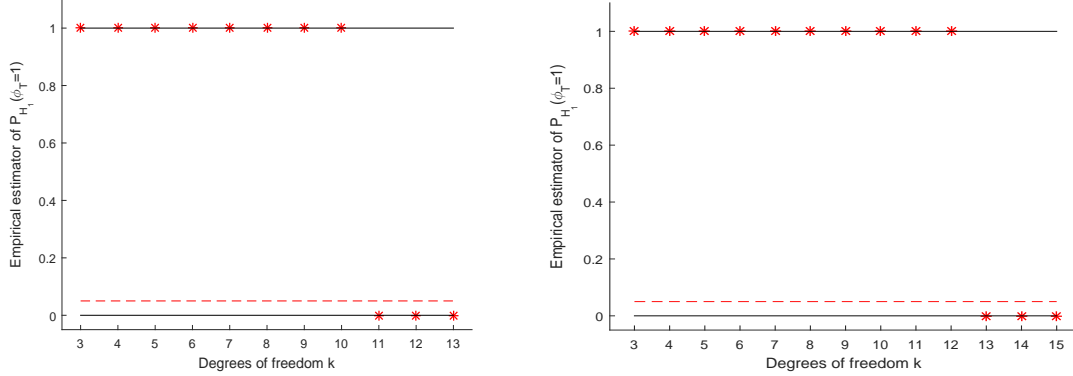 Empirical estimator of P_{H_1}(ϕ_T=1)
1
0.8
0.6
0.4
0.2
0
3 4 5 6 7 8 9 10 11 12 13
Degrees of freedom k
Empirical estimator of P_{H_1}(ϕ_T=1)
1
0.8
0.6
0.4
0.2
0
3 4 5 6 7 8 9 10 11 12 13 14 15
Degrees of freedom k